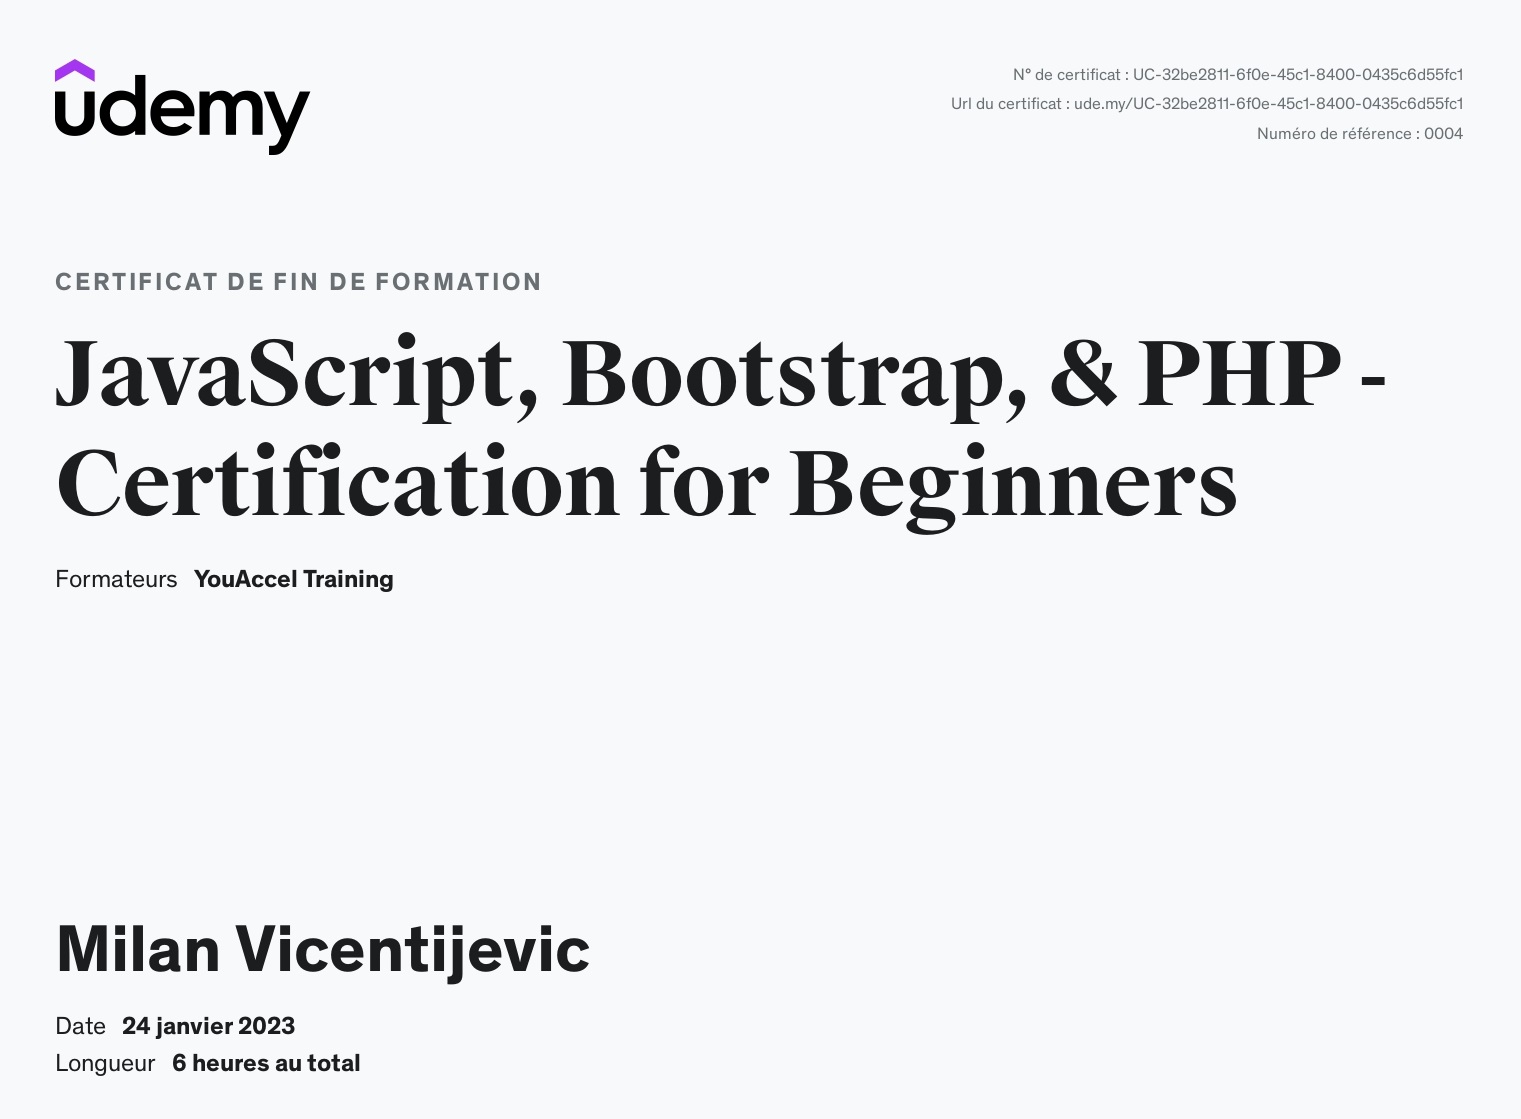 udemy
N° de certificat : UC-32be2811-6f0e-45c1-8400-0435c6d55fc1
Url du certificat : ude.my/UC-32be2811-6f0e-45c1-8400-0435c6d55fc1
Numéro de référence : 0004
CERTIFICAT DE FIN DE FORMATION
JavaScript, Bootstrap, & PHP -
Certification for Beginners
Formateurs YouAccel Training
Milan Vicentijevic
Date 24 janvier 2023
Longueur 6 heures au total